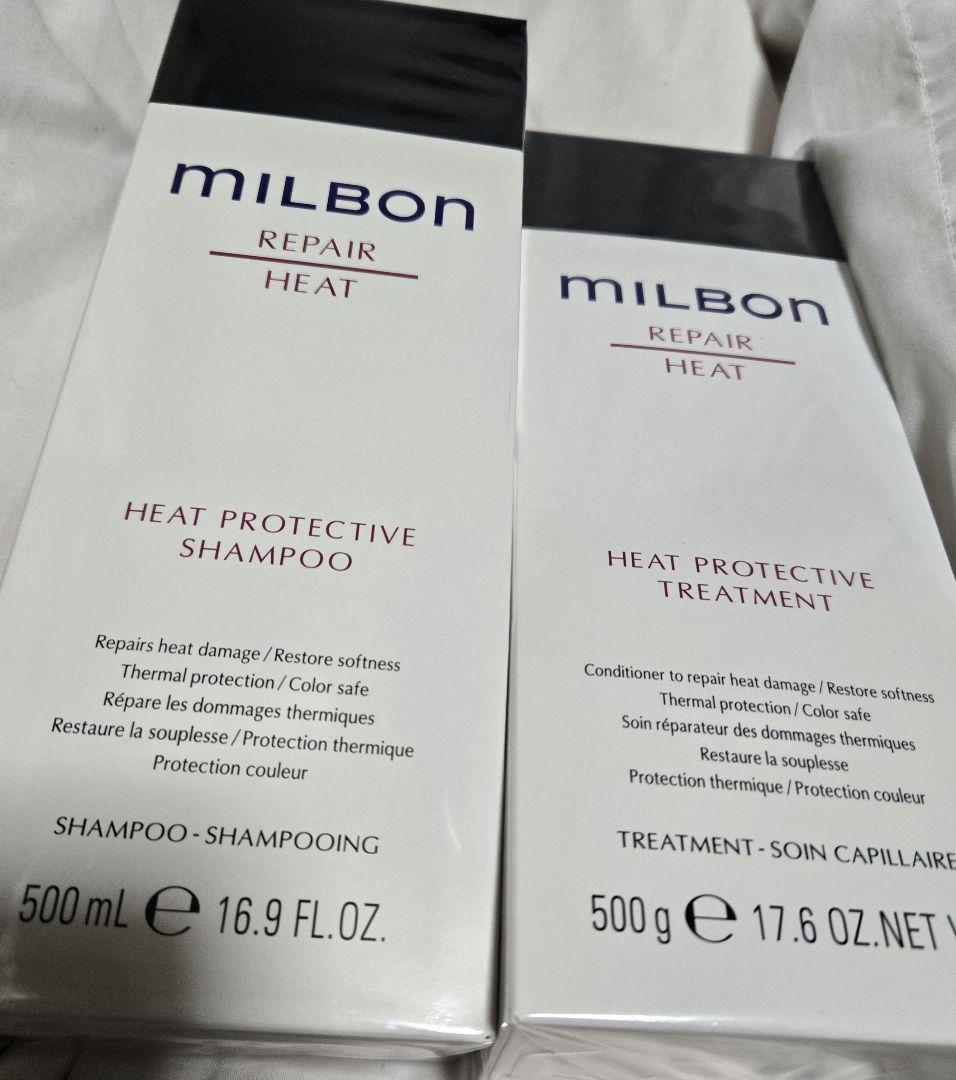 milbon
REPAIR
HEAT
HEAT PROTECTIVE
SHAMPOO
Repairs heat damage / Restore softness
Thermal protection / Color safe
Répare les dommages thermiques
Restaure la souplesse / Protection thermique
Protection couleur
SHAMPOO - SHAMPOOING
500 mL ℮ 16.9 FL.OZ.
milbon
REPAIR
HEAT
HEAT PROTECTIVE
TREATMENT
Conditioner to repair heat damage / Restore softness
Thermal protection / Color safe
Soin réparateur des dommages thermiques
Restaure la souplesse
Protection thermique / Protection couleur
TREATMENT - SOIN CAPILLAIRE
500 g ℮ 17.6 OZ.NET